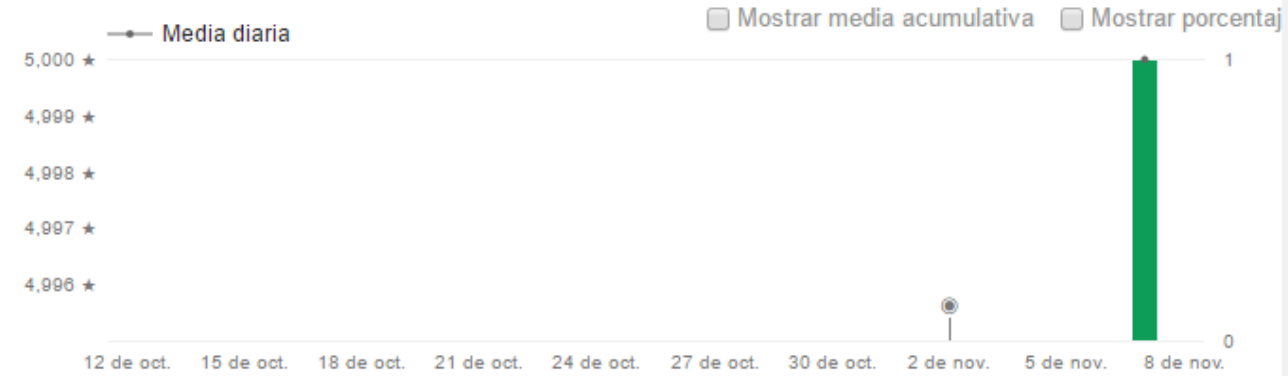 Mostrar media acumulativa Mostrar porcentaj
Media diaria
5,000 ★ 1
4,999 ★
4,998 ★
4,997 ★
4,996 ★
0
12 de oct. 15 de oct. 18 de oct. 21 de oct. 24 de oct. 27 de oct. 30 de oct. 2 de nov. 5 de nov. 8 de nov.